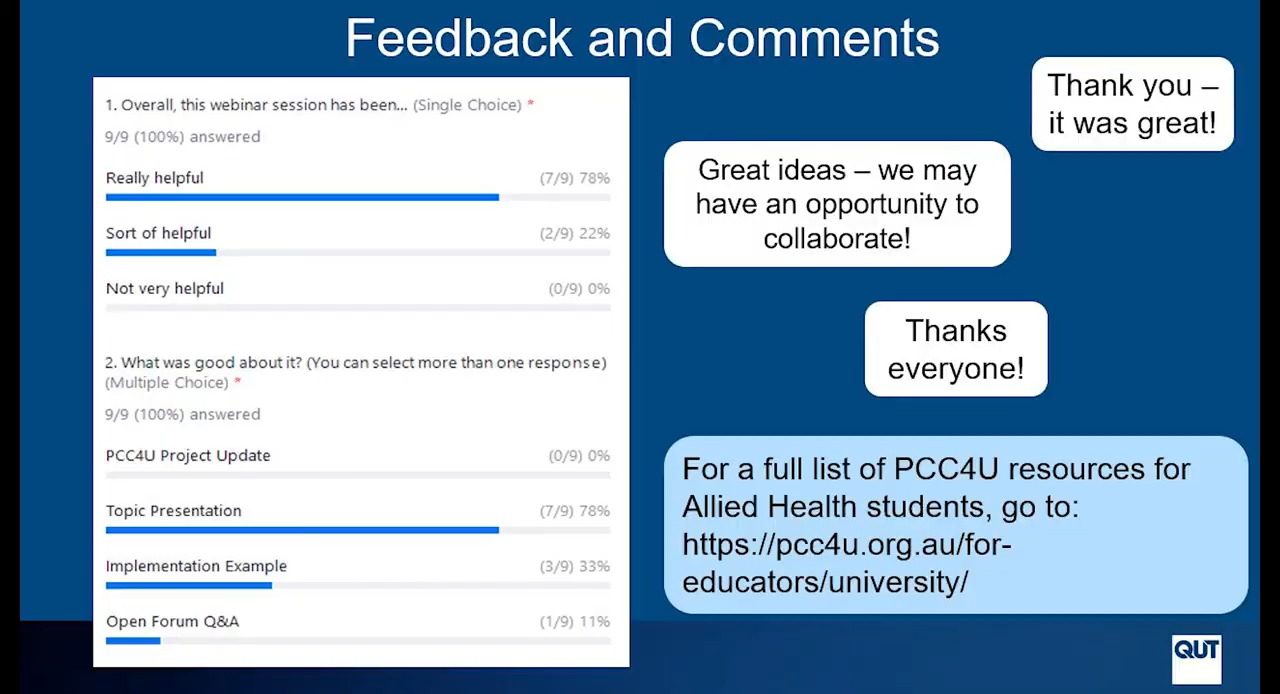 Feedback and Comments
1. Overall, this webinar session has been... (Single Choice) *
9/9 (100%) answered
Really helpful (7/9) 78%
Sort of helpful (2/9) 22%
Not very helpful (0/9) 0%
2. What was good about it? (You can select more than one response)
(Multiple Choice) *
9/9 (100%) answered
PCC4U Project Update (0/9) 0%
Topic Presentation (7/9) 78%
Implementation Example (3/9) 33%
Open Forum Q&A (1/9) 11%
Thank you –
it was great!
Great ideas – we may
have an opportunity to
collaborate!
Thanks
everyone!
For a full list of PCC4U resources for
Allied Health students, go to:
https://pcc4u.org.au/for-
educators/university/
QUT